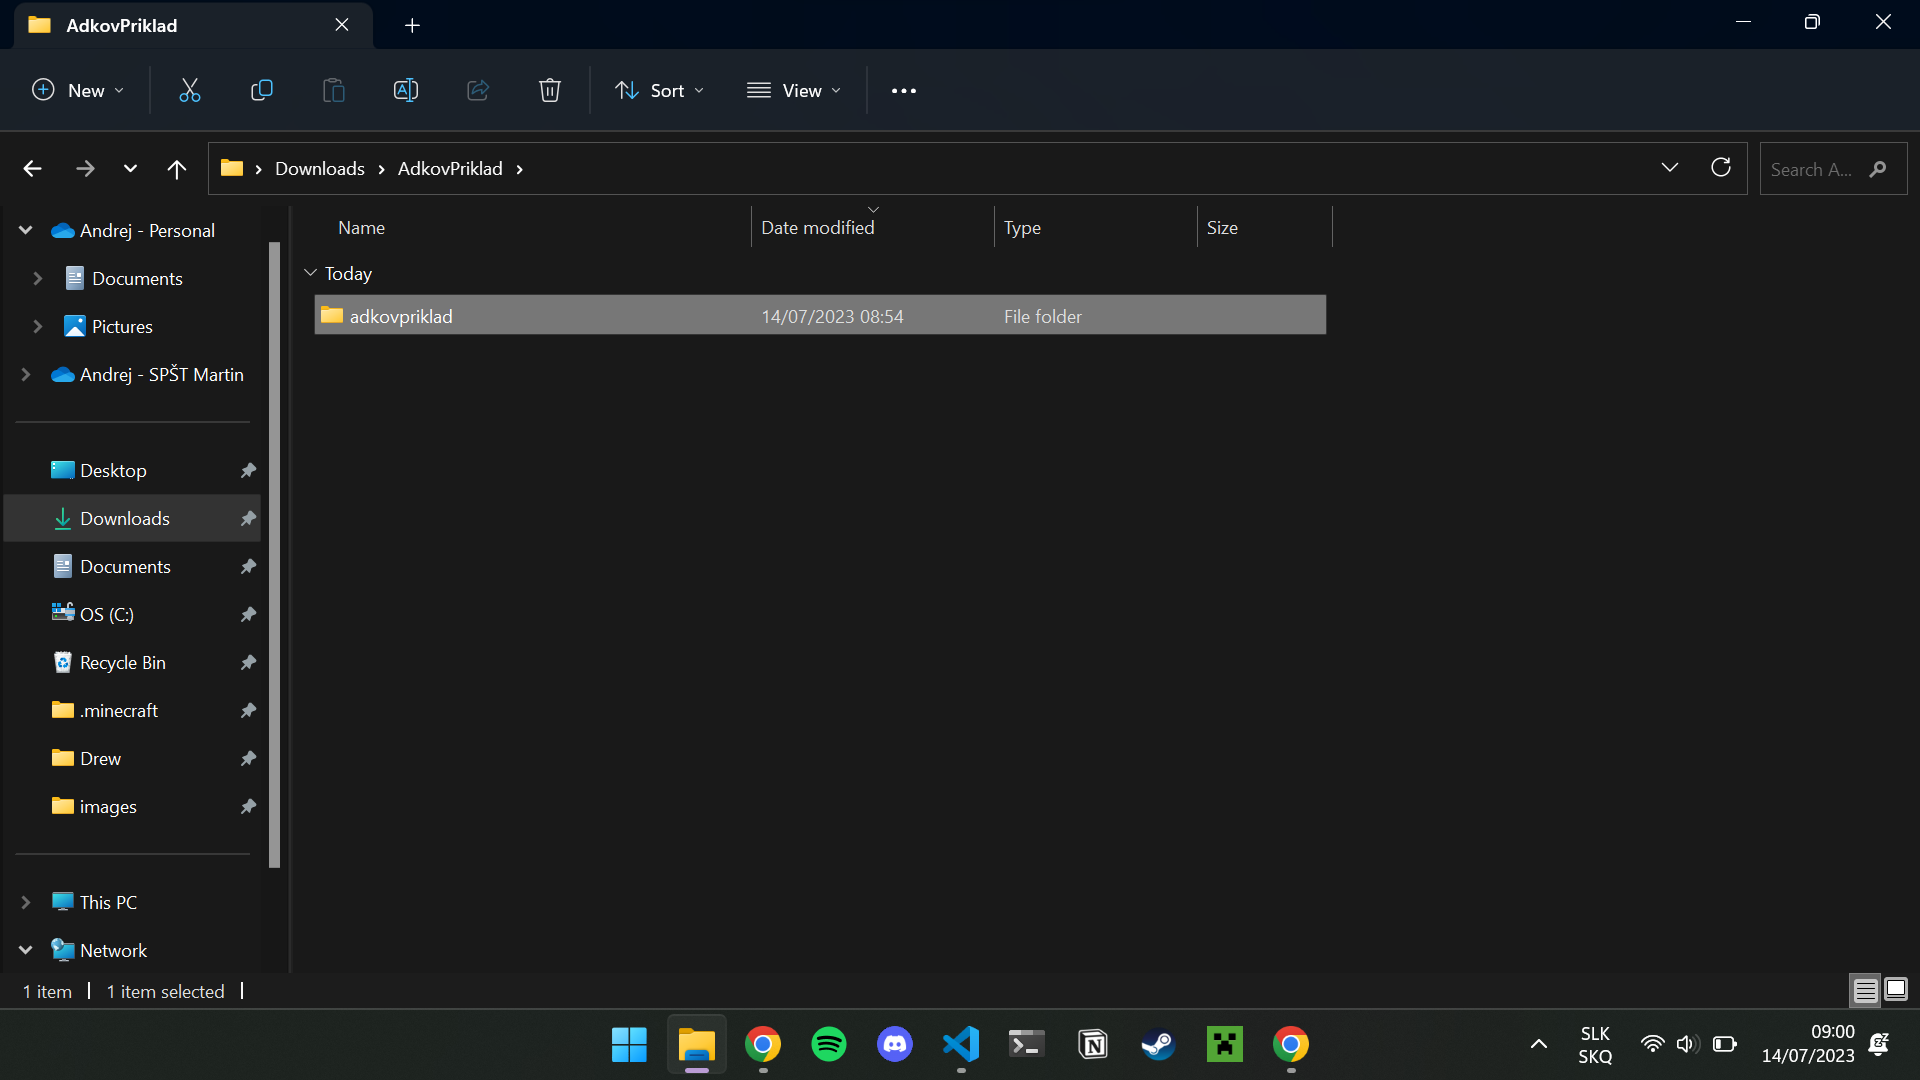 AdkovPriklad
New
Sort
View
Downloads
AdkovPriklad
Search A...
Andrej - Personal
Documents
Pictures
Andrej - SPŠT Martin
Desktop
Downloads
Documents
OS (C:)
Recycle Bin
.minecraft
Drew
images
This PC
Network
Name
Date modified
Type
Size
Today
adkovpriklad
14/07/2023 08:54
File folder
1 item
1 item selected
SLK
SKQ
09:00
14/07/2023